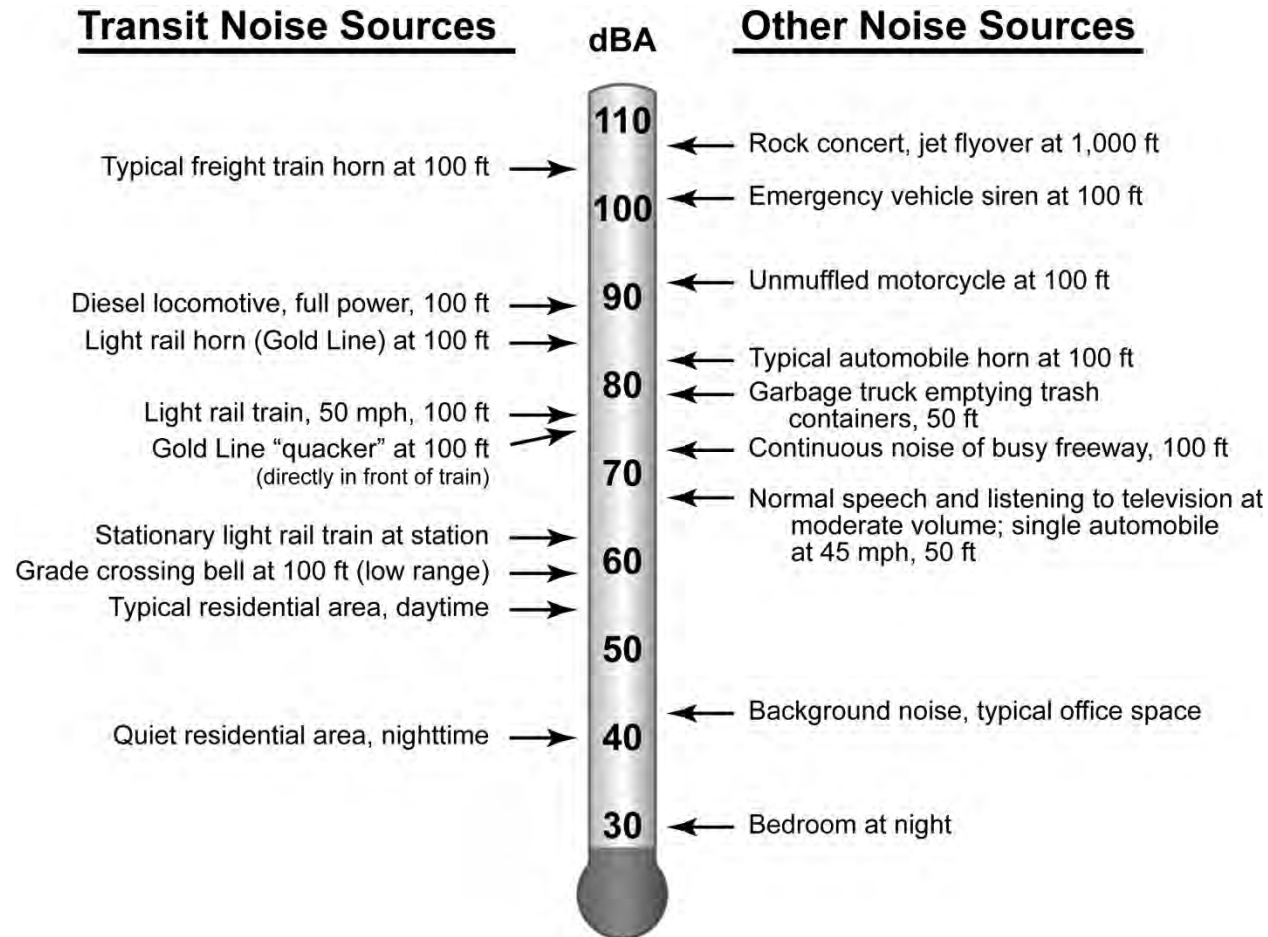 Transit Noise Sources
dBA
Other Noise Sources
110
Rock concert, jet flyover at 1,000 ft
Typical freight train horn at 100 ft
Emergency vehicle siren at 100 ft
100
Unmuffled motorcycle at 100 ft
Diesel locomotive, full power, 100 ft
90
Light rail horn (Gold Line) at 100 ft
Typical automobile horn at 100 ft
80
Garbage truck emptying trash
containers, 50 ft
Light rail train, 50 mph, 100 ft
Gold Line “quacker” at 100 ft
(directly in front of train)
Continuous noise of busy freeway, 100 ft
70
Normal speech and listening to television at
moderate volume; single automobile
at 45 mph, 50 ft
Stationary light rail train at station
60
Grade crossing bell at 100 ft (low range)
Typical residential area, daytime
50
Background noise, typical office space
Quiet residential area, nighttime
40
30
Bedroom at night